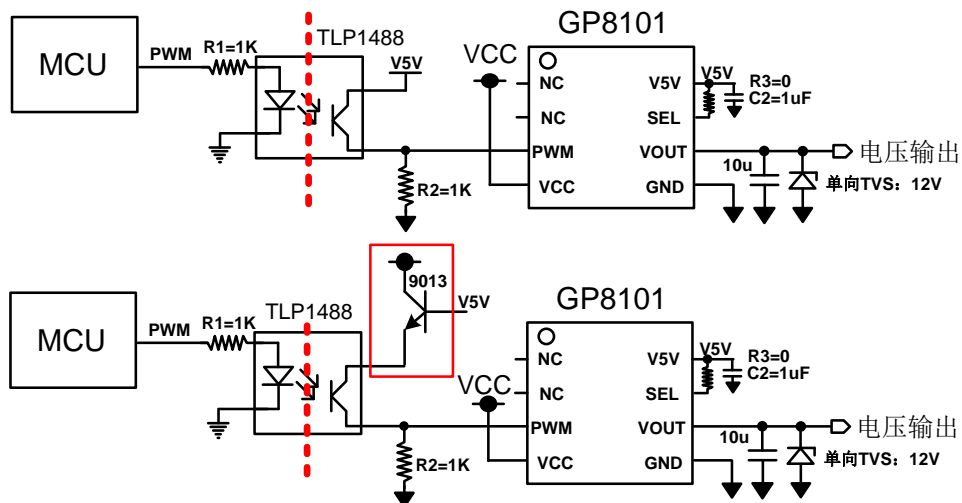 GP8101
TLP1488
MCU
PWM
R1=1K
V5V
VCC
NC
V5V
V5V
R3=0
C2=1uF
NC
SEL
PWM
VOUT
电压输出
R2=1K
VCC
GND
10u
单向TVS：12V
9013
V5V
GP8101
TLP1488
MCU
PWM
R1=1K
VCC
NC
V5V
V5V
R3=0
C2=1uF
NC
SEL
PWM
VOUT
电压输出
R2=1K
VCC
GND
10u
单向TVS：12V